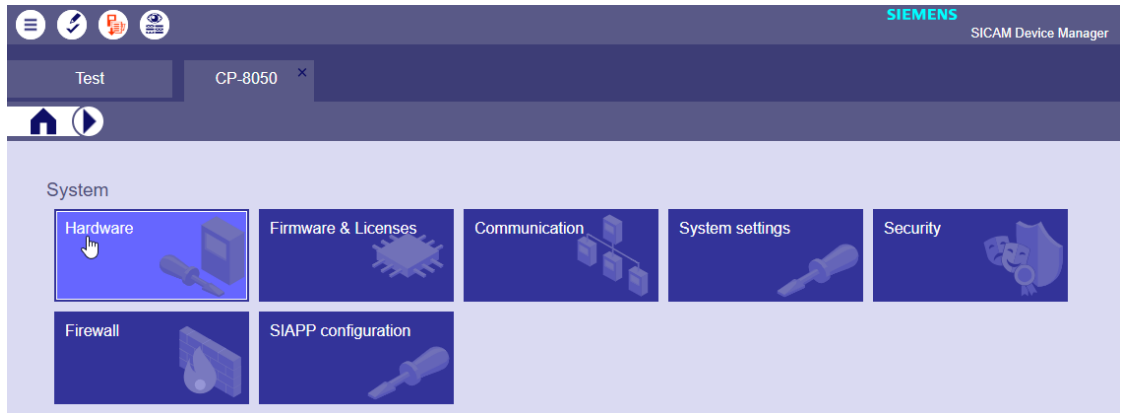 SIEMENS
SICAM Device Manager
Test
CP-8050 ×
System
Hardware
Firmware & Licenses
Communication
System settings
Security
Firewall
SIAPP configuration